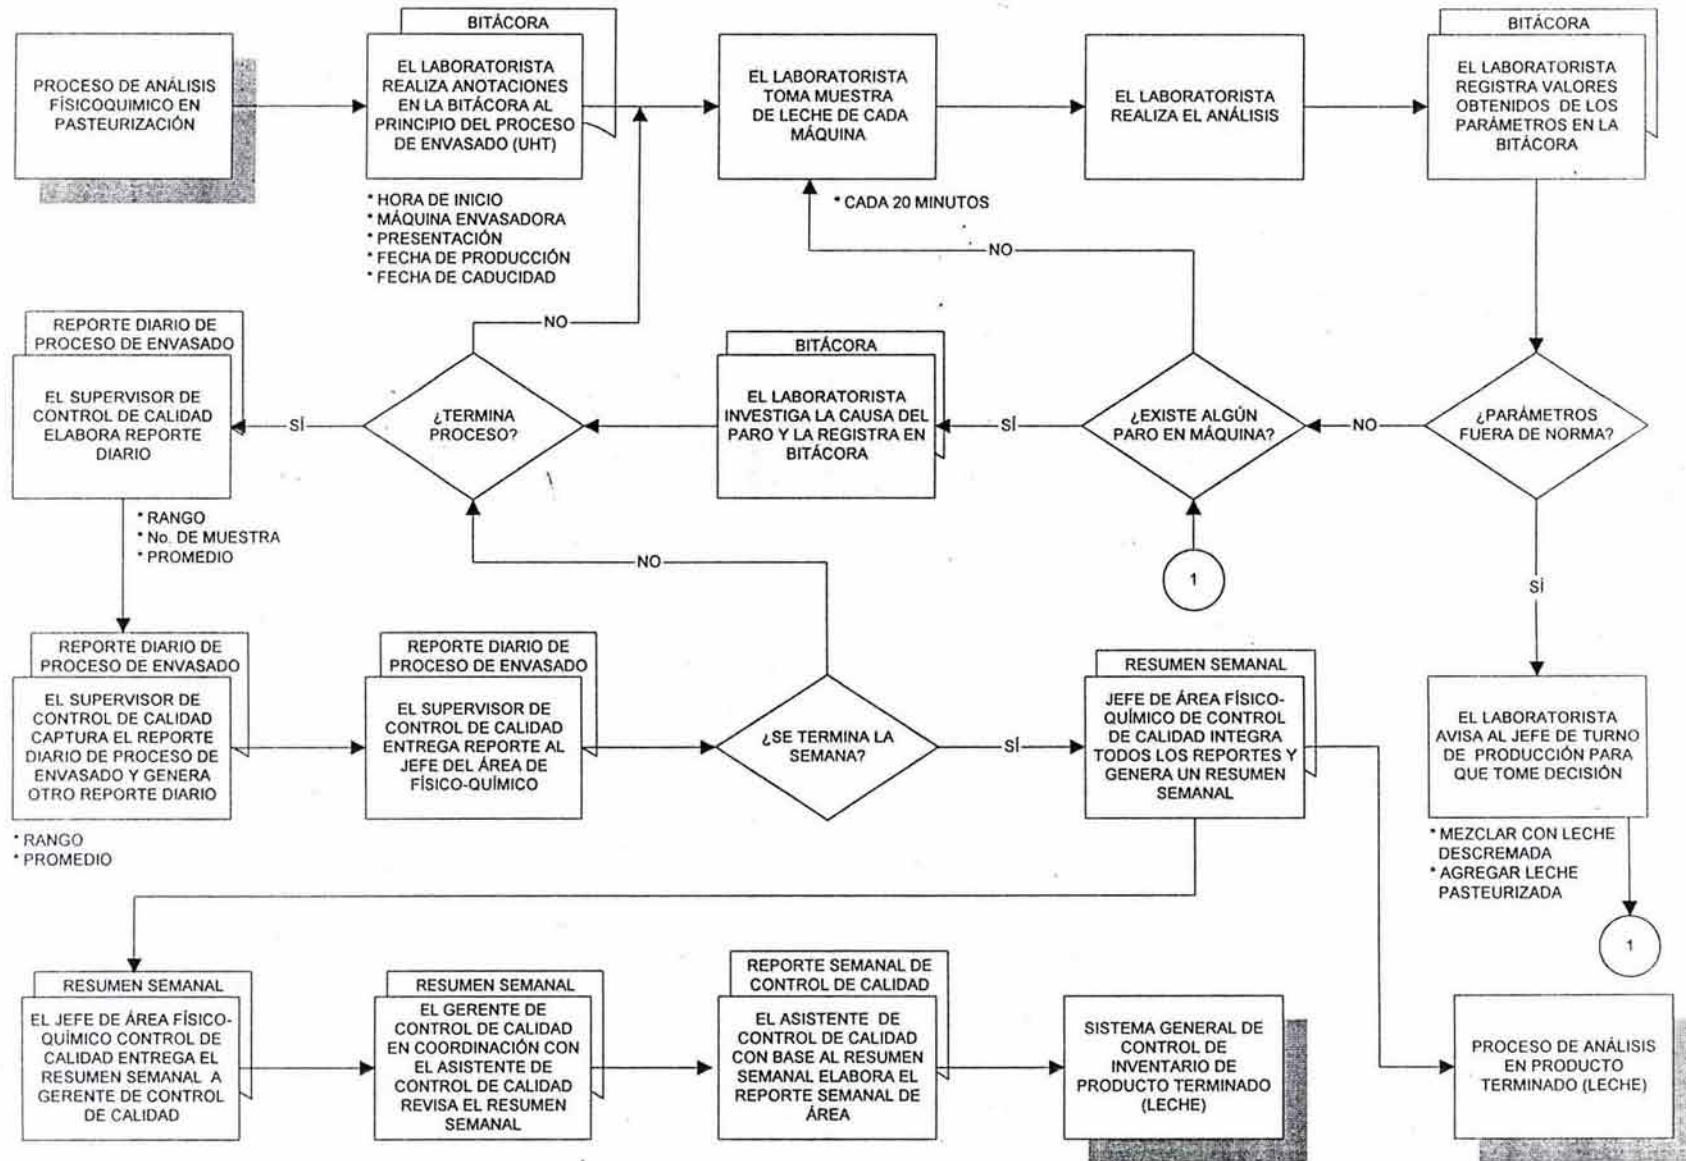 PROCESO DE ANÁLISIS
FÍSICOQUIMICO EN
PASTEURIZACIÓN
BITÁCORA
EL LABORATORISTA
REALIZA ANOTACIONES
EN LA BITÁCORA AL
PRINCIPIO DEL PROCESO
DE ENVASADO (UHT)
* HORA DE INICIO
* MÁQUINA ENVASADORA
* PRESENTACIÓN
* FECHA DE PRODUCCIÓN
* FECHA DE CADUCIDAD
EL LABORATORISTA
TOMA MUESTRA
DE LECHE DE CADA
MÁQUINA
* CADA 20 MINUTOS
EL LABORATORISTA
REALIZA EL ANÁLISIS
BITÁCORA
EL LABORATORISTA
REGISTRA VALORES
OBTENIDOS DE LOS
PARÁMETROS EN LA
BITÁCORA
¿PARÁMETROS
FUERA DE NORMA?
NO
SÍ
¿EXISTE ALGÚN
PARO EN MÁQUINA?
NO
SÍ
1
BITÁCORA
EL LABORATORISTA
INVESTIGA LA CAUSA DEL
PARO Y LA REGISTRA EN
BITÁCORA
¿TERMINA
PROCESO?
NO
SÍ
REPORTE DIARIO DE
PROCESO DE ENVASADO
EL SUPERVISOR DE
CONTROL DE CALIDAD
ELABORA REPORTE
DIARIO
* RANGO
* No. DE MUESTRA
* PROMEDIO
REPORTE DIARIO DE
PROCESO DE ENVASADO
EL SUPERVISOR DE
CONTROL DE CALIDAD
CAPTURA EL REPORTE
DIARIO DE PROCESO DE
ENVASADO Y GENERA
OTRO REPORTE DIARIO
* RANGO
* PROMEDIO
REPORTE DIARIO DE
PROCESO DE ENVASADO
EL SUPERVISOR DE
CONTROL DE CALIDAD
ENTREGA REPORTE AL
JEFE DEL ÁREA DE
FÍSICO-QUÍMICO
¿SE TERMINA LA
SEMANA?
NO
SÍ
RESUMEN SEMANAL
JEFE DE ÁREA FÍSICO-
QUÍMICO DE CONTROL
DE CALIDAD INTEGRA
TODOS LOS REPORTES Y
GENERA UN RESUMEN
SEMANAL
EL LABORATORISTA
AVISA AL JEFE DE TURNO
DE PRODUCCIÓN PARA
QUE TOME DECISIÓN
* MEZCLAR CON LECHE
DESCREMADA
* AGREGAR LECHE
PASTEURIZADA
1
RESUMEN SEMANAL
EL JEFE DE ÁREA FÍSICO-
QUÍMICO CONTROL DE
CALIDAD ENTREGA EL
RESUMEN SEMANAL A
GERENTE DE CONTROL
DE CALIDAD
RESUMEN SEMANAL
EL GERENTE DE
CONTROL DE CALIDAD
EN COORDINACIÓN CON
EL ASISTENTE DE
CONTROL DE CALIDAD
REVISA EL RESUMEN
SEMANAL
REPORTE SEMANAL DE
CONTROL DE CALIDAD
EL ASISTENTE DE
CONTROL DE CALIDAD
CON BASE AL RESUMEN
SEMANAL ELABORA EL
REPORTE SEMANAL DE
ÁREA
SISTEMA GENERAL DE
CONTROL DE
INVENTARIO DE
PRODUCTO TERMINADO
(LECHE)
PROCESO DE ANÁLISIS
EN PRODUCTO
TERMINADO (LECHE)